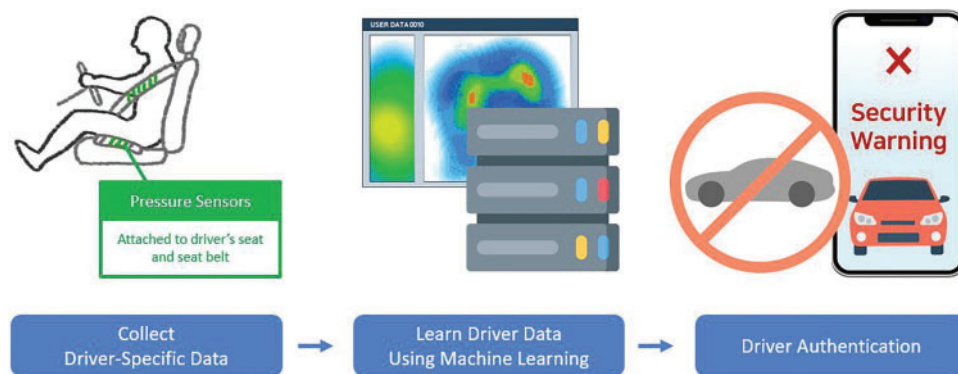 USER DATA 0010
Security
Warning
Pressure Sensors
Attached to driver's seat
and seat belt
Collect
Driver-Specific Data
Learn Driver Data
Using Machine Learning
Driver Authentication